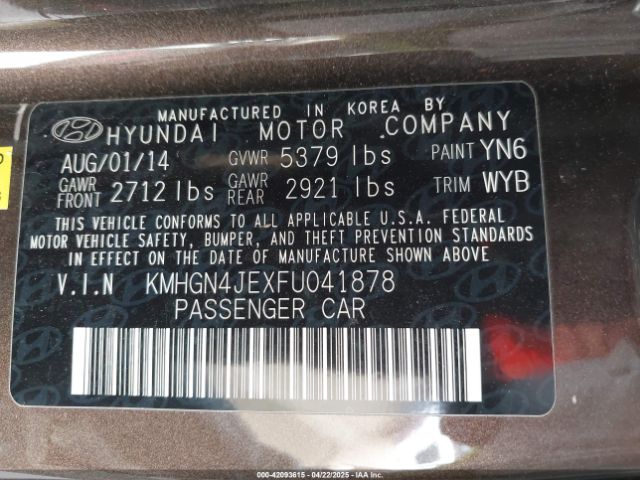 MANUFACTURED IN KOREA BY
HYUNDAI MOTOR COMPANY
AUG/01/14 GVWR 5379 lbs PAINT YN6
GAWR FRONT 2712 lbs GAWR REAR 2921 lbs TRIM WYB
THIS VEHICLE CONFORMS TO ALL APPLICABLE U.S.A. FEDERAL
MOTOR VEHICLE SAFETY, BUMPER, AND THEFT PREVENTION STANDARDS
IN EFFECT ON THE DATE OF MANUFACTURE SHOWN ABOVE
V.I.N KMHGN4JEXFU041878
PASSENGER CAR
000-42093615 - 04/22/2025 - IAAI.COM